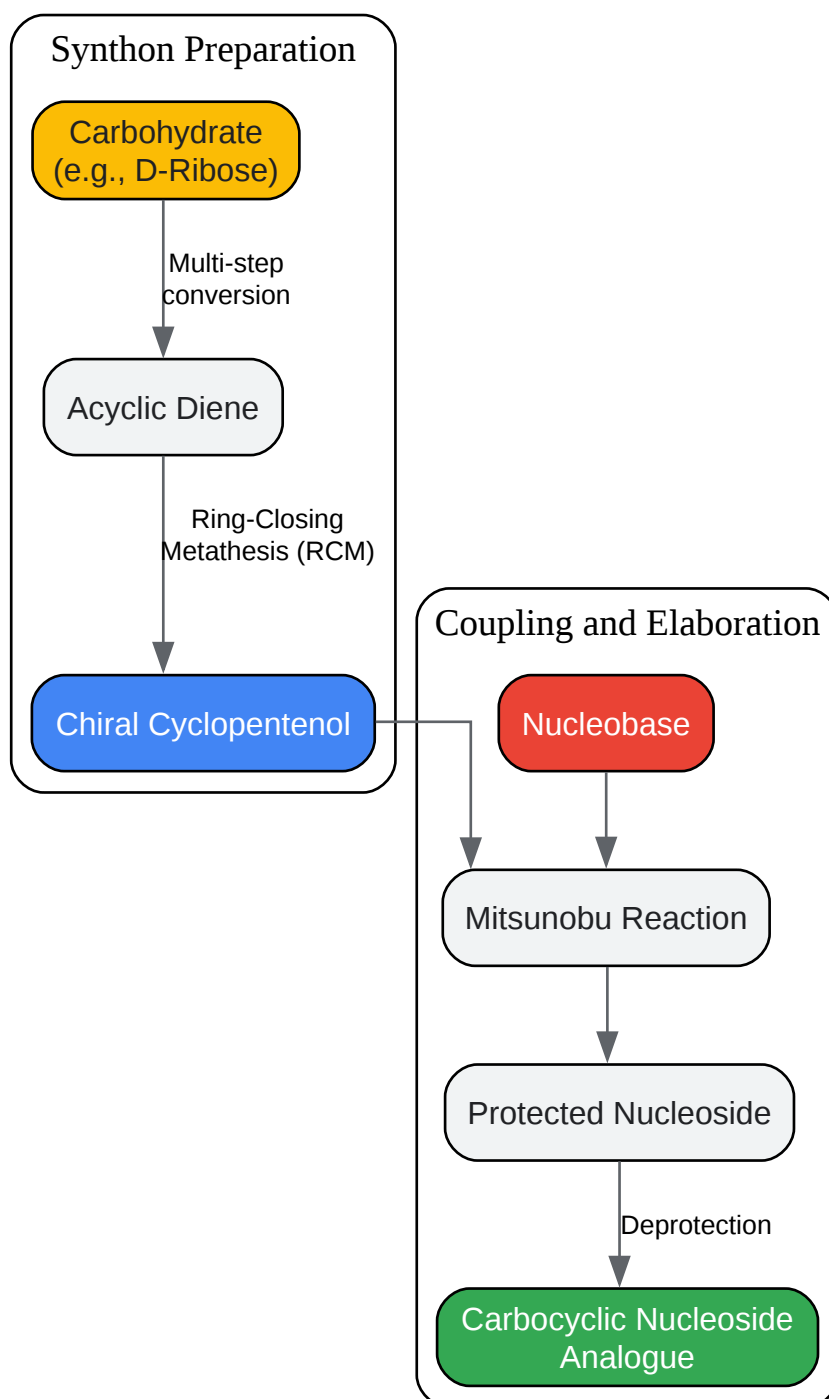 Synthon Preparation
Carbohydrate
(e.g., D-Ribose)
Multi-step
conversion
Acyclic Diene
Ring-Closing
Metathesis (RCM)
Chiral Cyclopentenol
Coupling and Elaboration
Nucleobase
Mitsunobu Reaction
Protected Nucleoside
Deprotection
Carbocyclic Nucleoside
Analogue